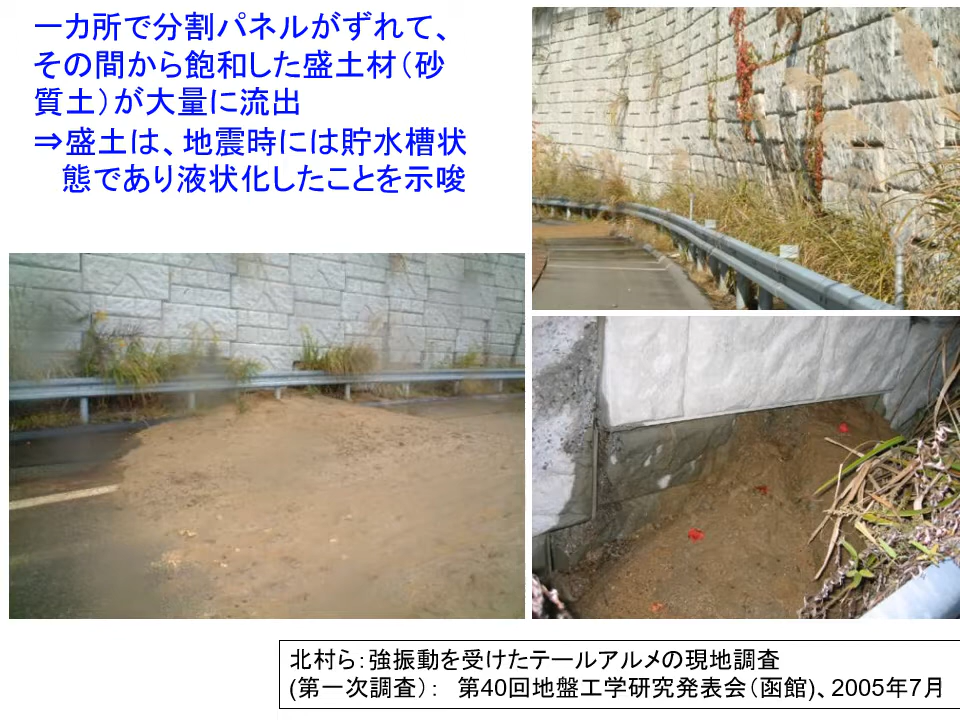 一カ所で分割パネルがずれて、
その間から飽和した盛土材（砂
質土）が大量に流出
⇒盛土は、地震時には貯水槽状
態であり液状化したことを示唆
北村ら：強振動を受けたテールアルメの現地調査
(第一次調査）： 第40回地盤工学研究発表会（函館)、2005年7月